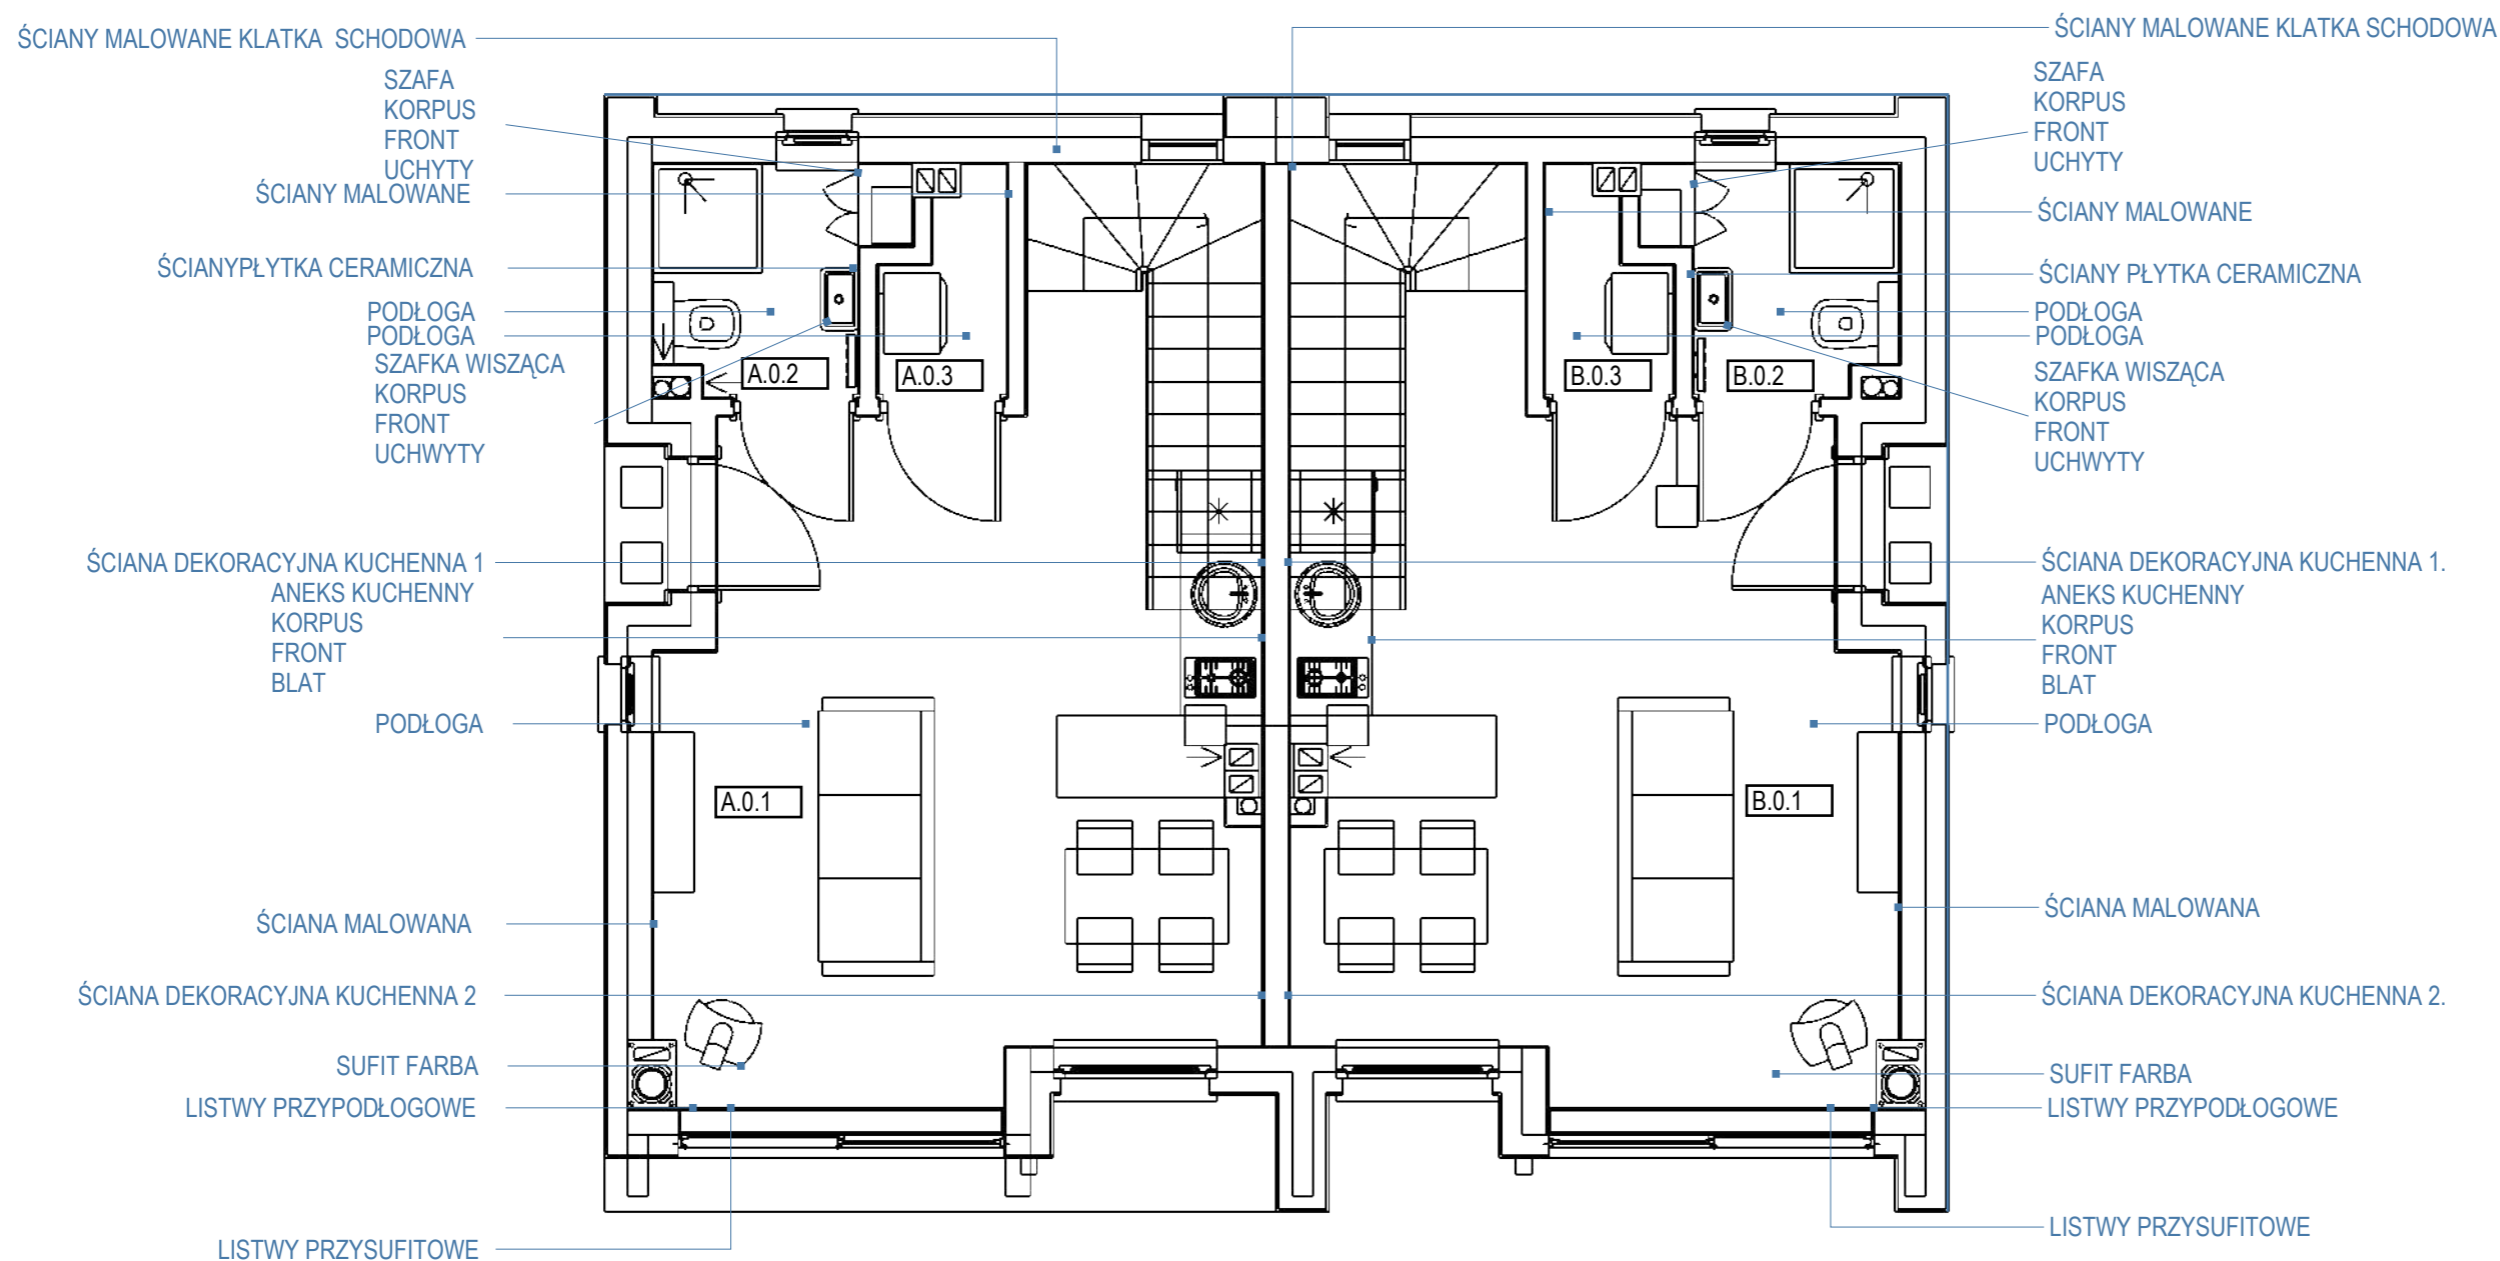 ŚCIANY MALOWANE KLATKA  SCHODOWA
SZAFA
KORPUS
FRONT
UCHYTY
ŚCIANY MALOWANE
ŚCIANYPŁYTKA CERAMICZNA
PODŁOGA
PODŁOGA
SZAFKA WISZĄCA
KORPUS
FRONT
UCHWYTY
ŚCIANA DEKORACYJNA KUCHENNA 1
ANEKS KUCHENNY
KORPUS
FRONT
BLAT
PODŁOGA
ŚCIANA MALOWANA
ŚCIANA DEKORACYJNA KUCHENNA 2
SUFIT FARBA
LISTWY PRZYPODŁOGOWE
LISTWY PRZYSUFITOWE
A.0.2
A.0.3
B.0.3
B.0.2
A.0.1
B.0.1
ŚCIANY MALOWANE KLATKA SCHODOWA
SZAFA
KORPUS
FRONT
UCHYTY
ŚCIANY MALOWANE
ŚCIANY PŁYTKA CERAMICZNA
PODŁOGA
PODŁOGA
SZAFKA WISZĄCA
KORPUS
FRONT
UCHWYTY
ŚCIANA DEKORACYJNA KUCHENNA 1.
ANEKS KUCHENNY
KORPUS
FRONT
BLAT
PODŁOGA
ŚCIANA MALOWANA
ŚCIANA DEKORACYJNA KUCHENNA 2.
SUFIT FARBA
LISTWY PRZYPODŁOGOWE
LISTWY PRZYSUFITOWE